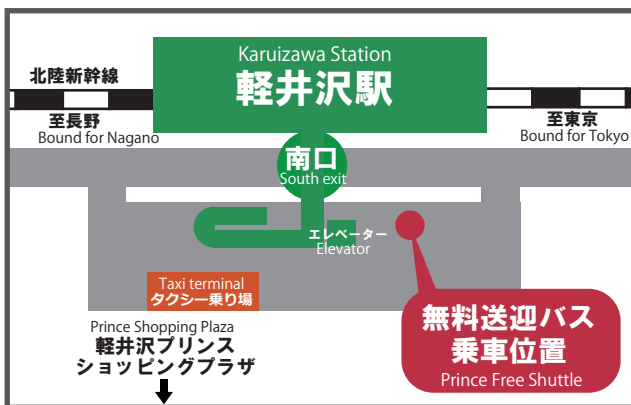 Karuizawa Station
軽井沢駅
北陸新幹線
至長野
Bound for Nagano
至東京
Bound for Tokyo
南口
South exit
エレベーター
Elevator
Taxi terminal
タクシー乗り場
Prince Shopping Plaza
軽井沢プリンス
ショッピングプラザ
無料送迎バス
乗車位置
Prince Free Shuttle